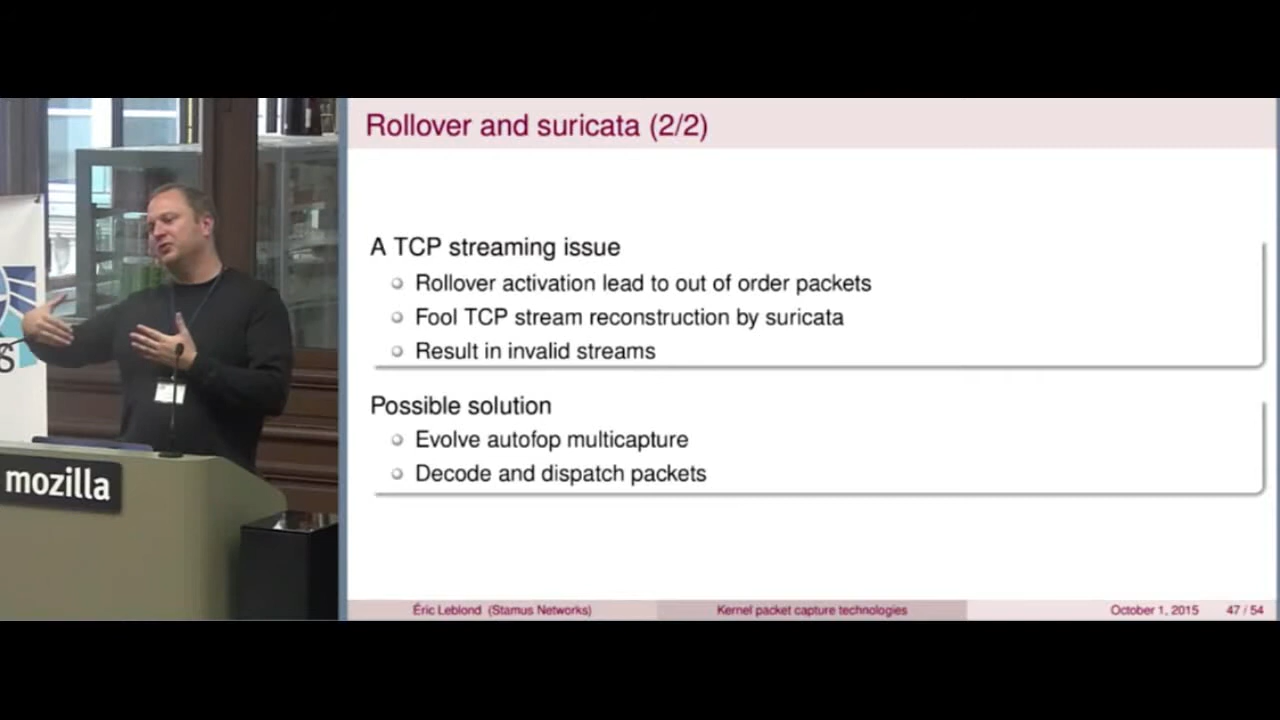 Rollover and suricata (2/2)
A TCP streaming issue
Rollover activation lead to out of order packets
Fool TCP stream reconstruction by suricata
Result in invalid streams
Possible solution
Evolve autofop multicapture
Decode and dispatch packets
Éric Leblond (Stamus Networks)
Kernel packet capture technologies
October 1, 2015
47 / 54
mozilla
S